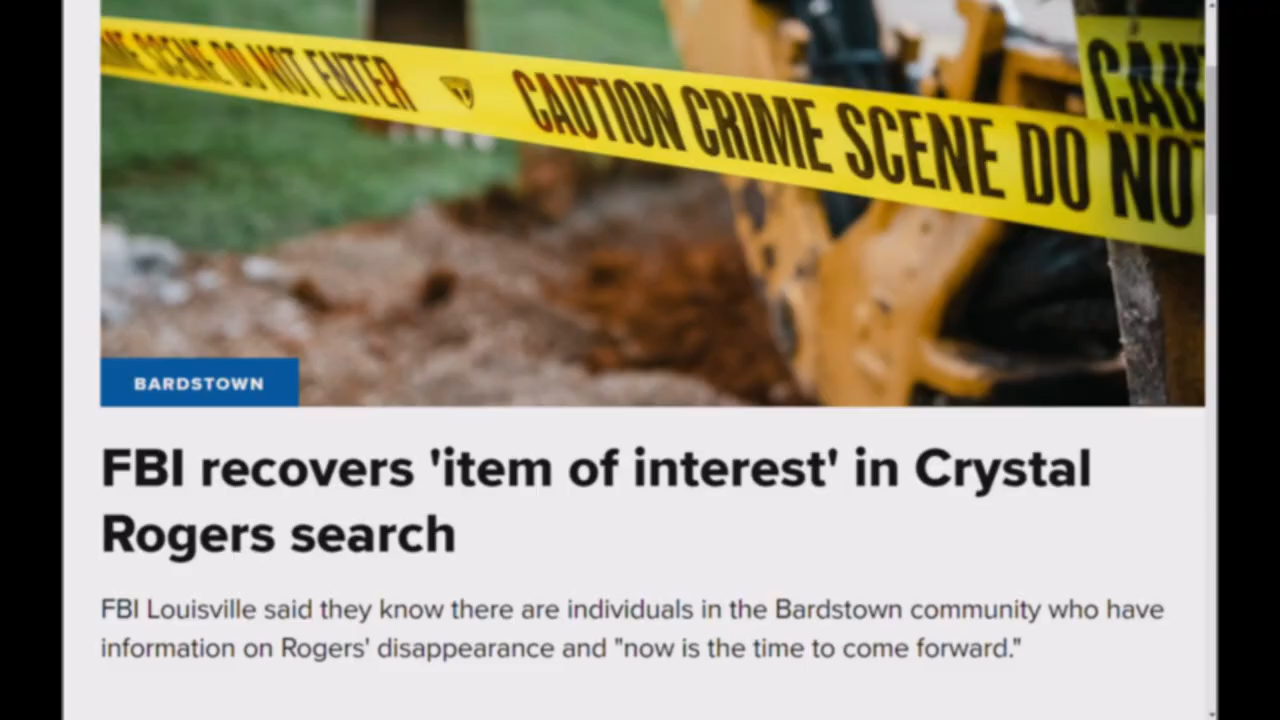 ME SCENE DO NOT ENTER CAUTION CRIME SCENE DO NOT
CAU
BARDSTOWN
FBI recovers 'item of interest' in Crystal
Rogers search
FBI Louisville said they know there are individuals in the Bardstown community who have
information on Rogers' disappearance and "now is the time to come forward."